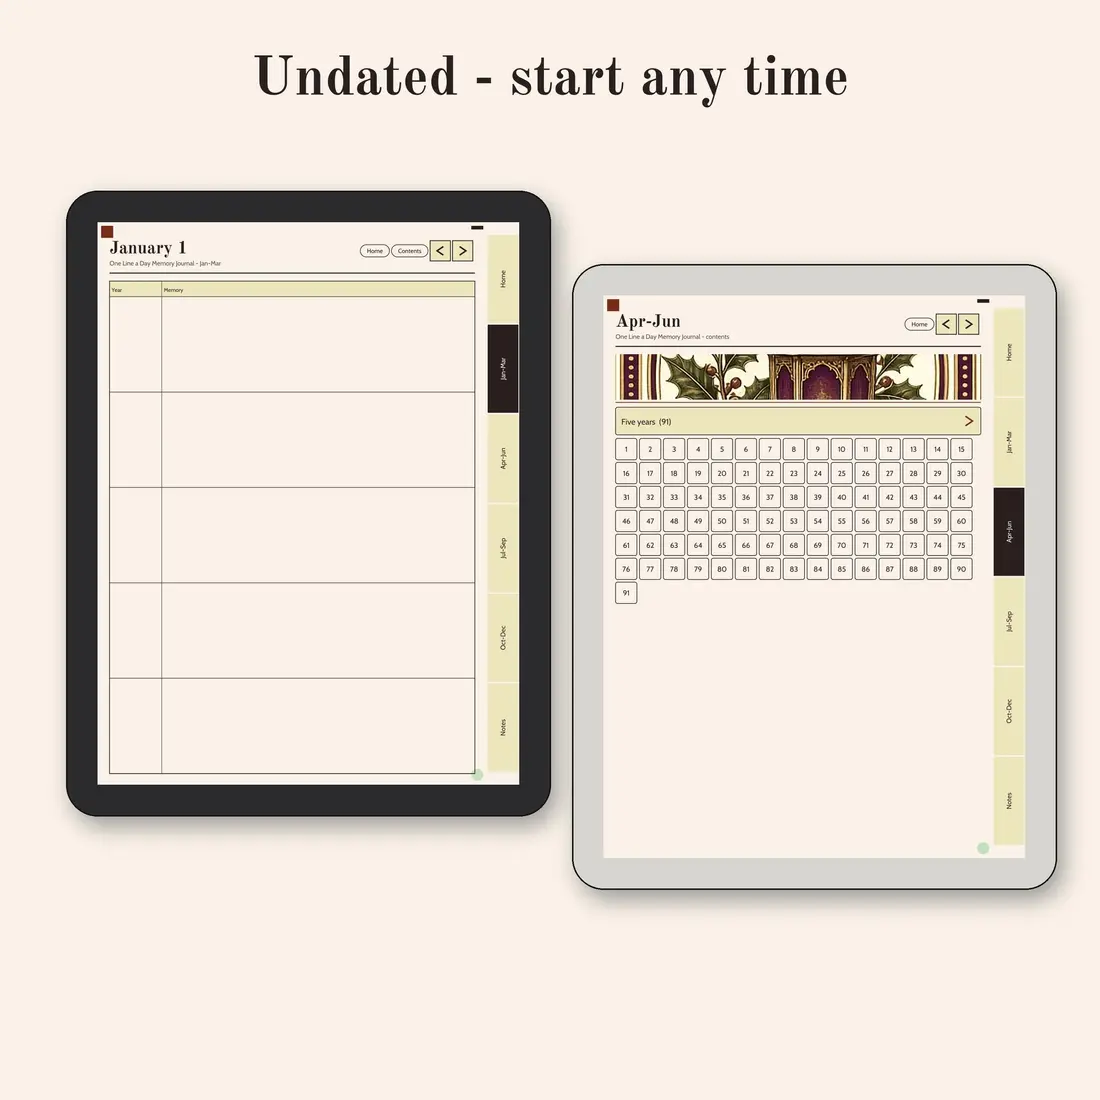 Undated - start any time
January 1
One Line a Day Memory Journal - Jan-Mar
Home
Contents
<
>
Year
Memory
Home
Jan-Mar
Apr-Jun
Jul-Sep
Oct-Dec
Notes
Apr-Jun
One Line a Day Memory Journal - contents
Home
<
>
Five years (91)
>
1 2 3 4 5 6 7 8 9 10 11 12 13 14 15
16 17 18 19 20 21 22 23 24 25 26 27 28 29 30
31 32 33 34 35 36 37 38 39 40 41 42 43 44 45
46 47 48 49 50 51 52 53 54 55 56 57 58 59 60
61 62 63 64 65 66 67 68 69 70 71 72 73 74 75
76 77 78 79 80 81 82 83 84 85 86 87 88 89 90
91
Home
Jan-Mar
Apr-Jun
Jul-Sep
Oct-Dec
Notes